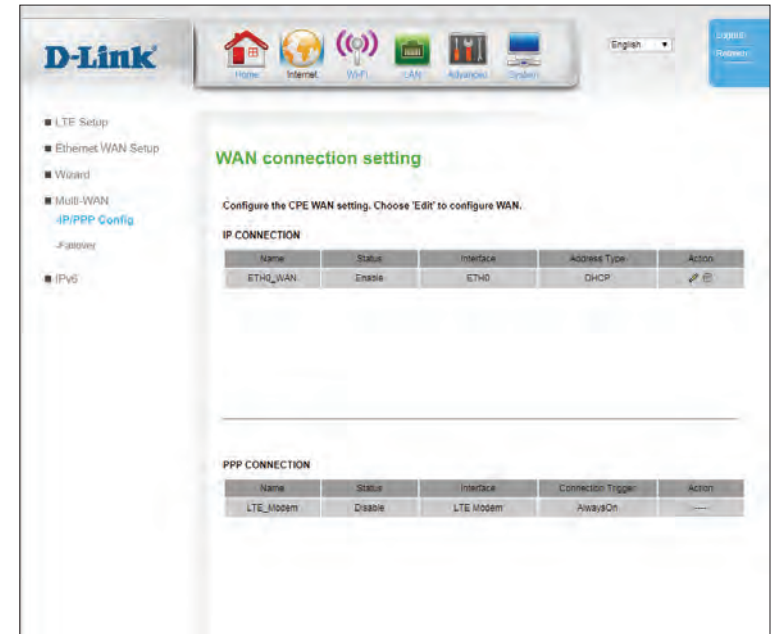 D-Link
Home Internet Wi-Fi LAN Advanced System
English
Logout
■ LTE Setup
■ Ethernet WAN Setup
■ Wizard
■ Multi-WAN
-IP/PPP Config
-Failover
■ IPv6
WAN connection setting
Configure the CPE WAN setting. Choose 'Edit' to configure WAN.
IP CONNECTION
Name Status Interface Address Type Action
ETH0_WAN Enable ETH0 DHCP
PPP CONNECTION
Name Status Interface Connection Trigger Action
LTE_Modem Disable LTE Modem AlwaysOn ----